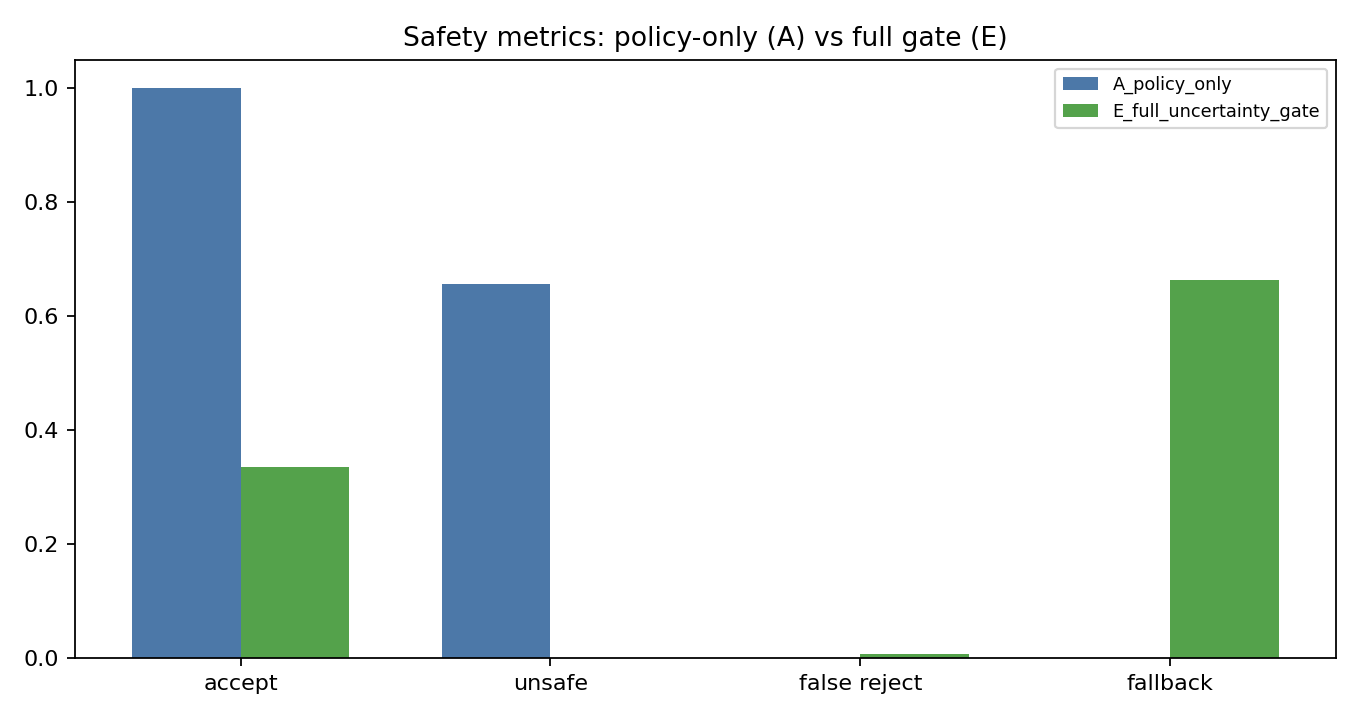 Safety metrics: policy-only (A) vs full gate (E)
A_policy_only
E_full_uncertainty_gate
1.0
0.8
0.6
0.4
0.2
0.0
accept
unsafe
false reject
fallback